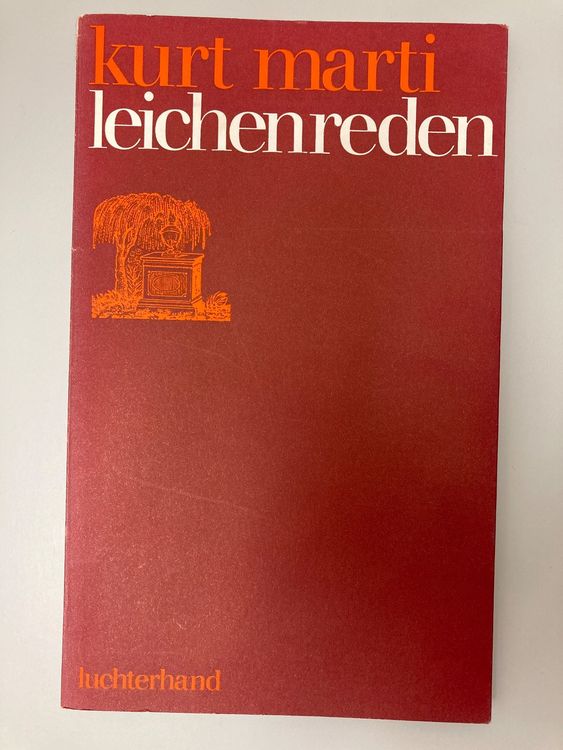 kurt marti
leichenreden
luchterhand